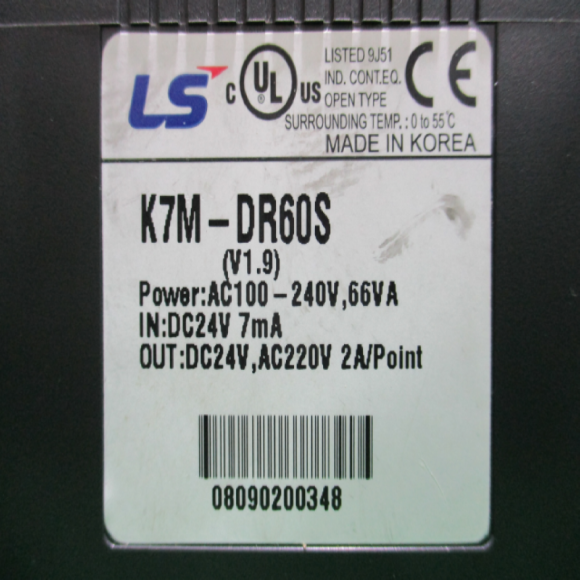 LS
C UL US
LISTED 9J51
IND. CONT.EQ.
OPEN TYPE
CE
SURROUNDING TEMP. : 0 to 55℃
MADE IN KOREA
K7M-DR60S
(V1.9)
Power:AC100-240V,66VA
IN:DC24V 7mA
OUT:DC24V,AC220V 2A/Point
08090200348